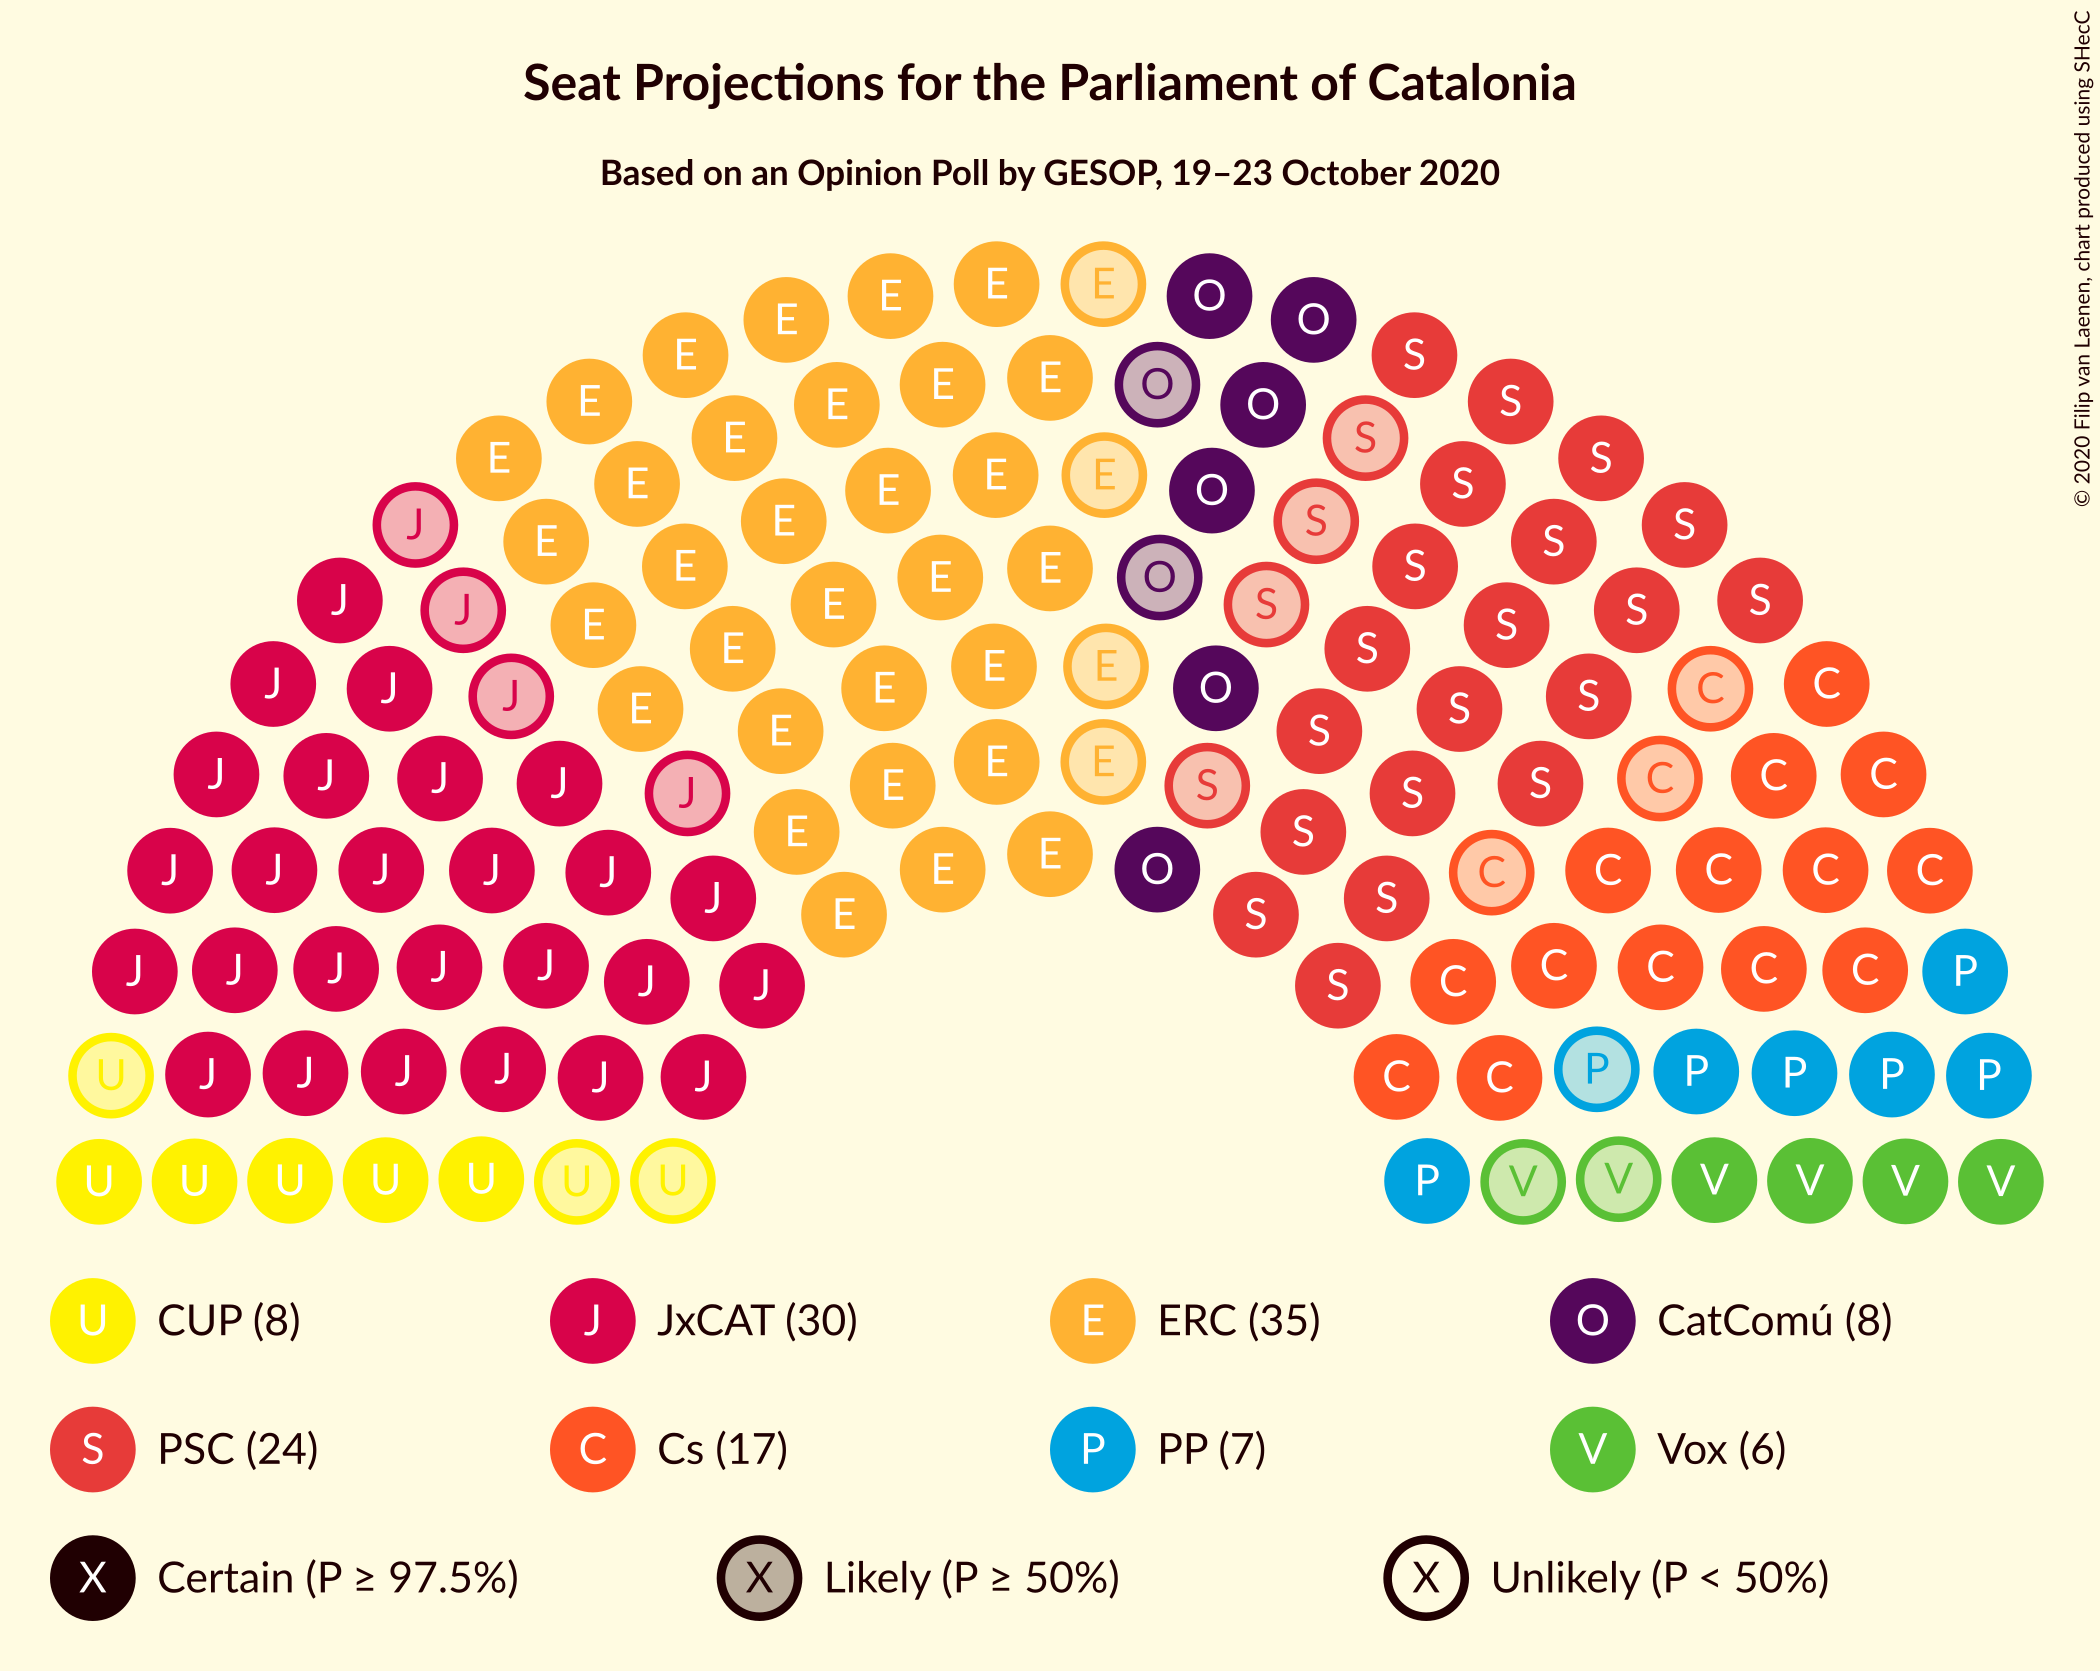 Seat Projections for the Parliament of Catalonia
Based on an Opinion Poll by GESOP, 19–23 October 2020
© 2020 Filip van Laenen, chart produced using SHecC
E E
E O
E O
E S
E E O
E E O S
E S
E S
E E
E S
E O
J E S S
E S
E E S
E O
J E S S
J S
E S
E S
E E
J J J E O S C C
E S
E S
E E
J J J J J E S S S C C C
E S
E
J J J J J E O C C C C C
J S
E S
J J J J J J J S C C C C C P
U J J J J J J C C P P P P P
U U U U U U U P V V V V V V
U CUP (8)
J JxCAT (30)
E ERC (35)
O CatComú (8)
S PSC (24)
C Cs (17)
P PP (7)
V Vox (6)
X Certain (P ≥ 97.5%)
X Likely (P ≥ 50%)
X Unlikely (P < 50%)